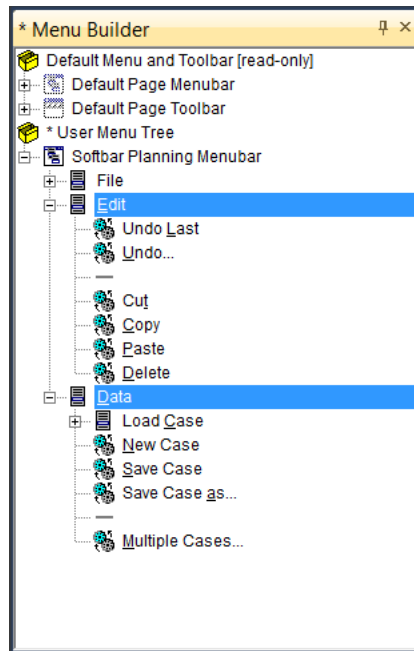 * Menu Builder
Default Menu and Toolbar [read-only]
Default Page Menubar
Default Page Toolbar
* User Menu Tree
Softbar Planning Menubar
File
Edit
Undo Last
Undo...
Cut
Copy
Paste
Delete
Data
Load Case
New Case
Save Case
Save Case as...
Multiple Cases...